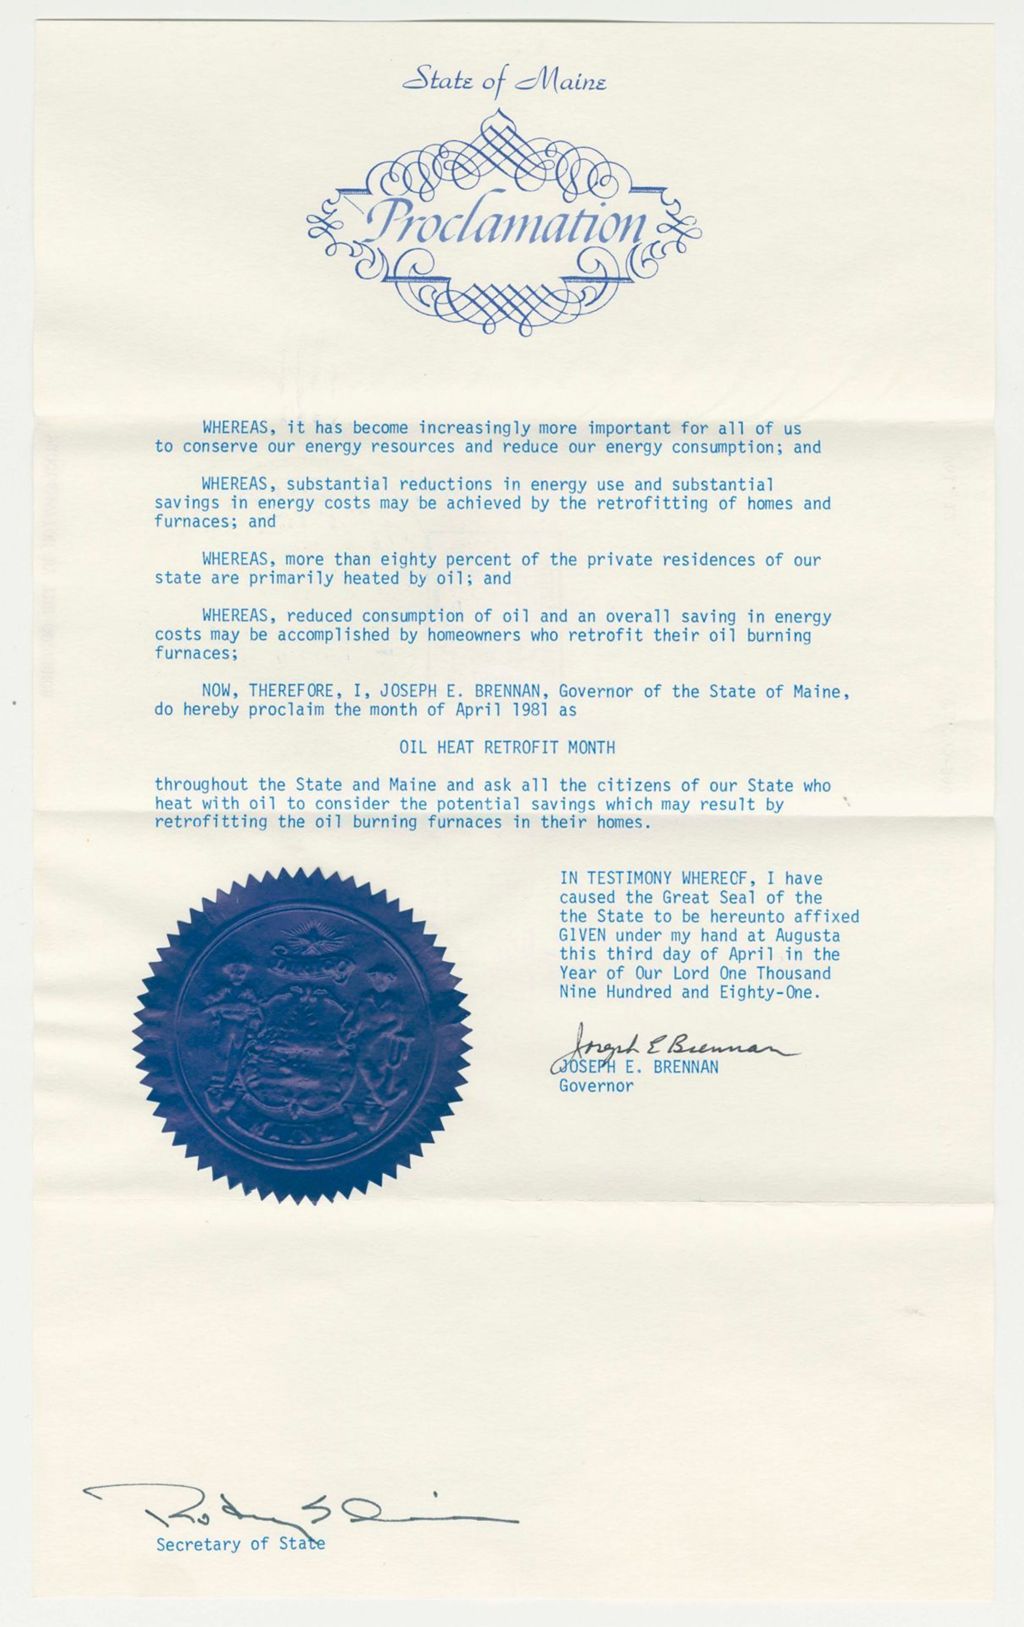 State of Maine
Proclamation
WHEREAS, it has become increasingly more important for all of us
to conserve our energy resources and reduce our energy consumption; and
WHEREAS, substantial reductions in energy use and substantial
savings in energy costs may be achieved by the retrofitting of homes and
furnaces; and
WHEREAS, more than eighty percent of the private residences of our
state are primarily heated by oil; and
WHEREAS, reduced consumption of oil and an overall saving in energy
costs may be accomplished by homeowners who retrofit their oil burning
furnaces;
NOW, THEREFORE, I, JOSEPH E. BRENNAN, Governor of the State of Maine,
do hereby proclaim the month of April 1981 as
OIL HEAT RETROFIT MONTH
throughout the State and Maine and ask all the citizens of our State who
heat with oil to consider the potential savings which may result by
retrofitting the oil burning furnaces in their homes.
IN TESTIMONY WHEREOF, I have
caused the Great Seal of the
the State to be hereunto affixed
GIVEN under my hand at Augusta
this third day of April in the
Year of Our Lord One Thousand
Nine Hundred and Eighty-One.
Joseph E Brennan
JOSEPH E. BRENNAN
Governor
Secretary of State